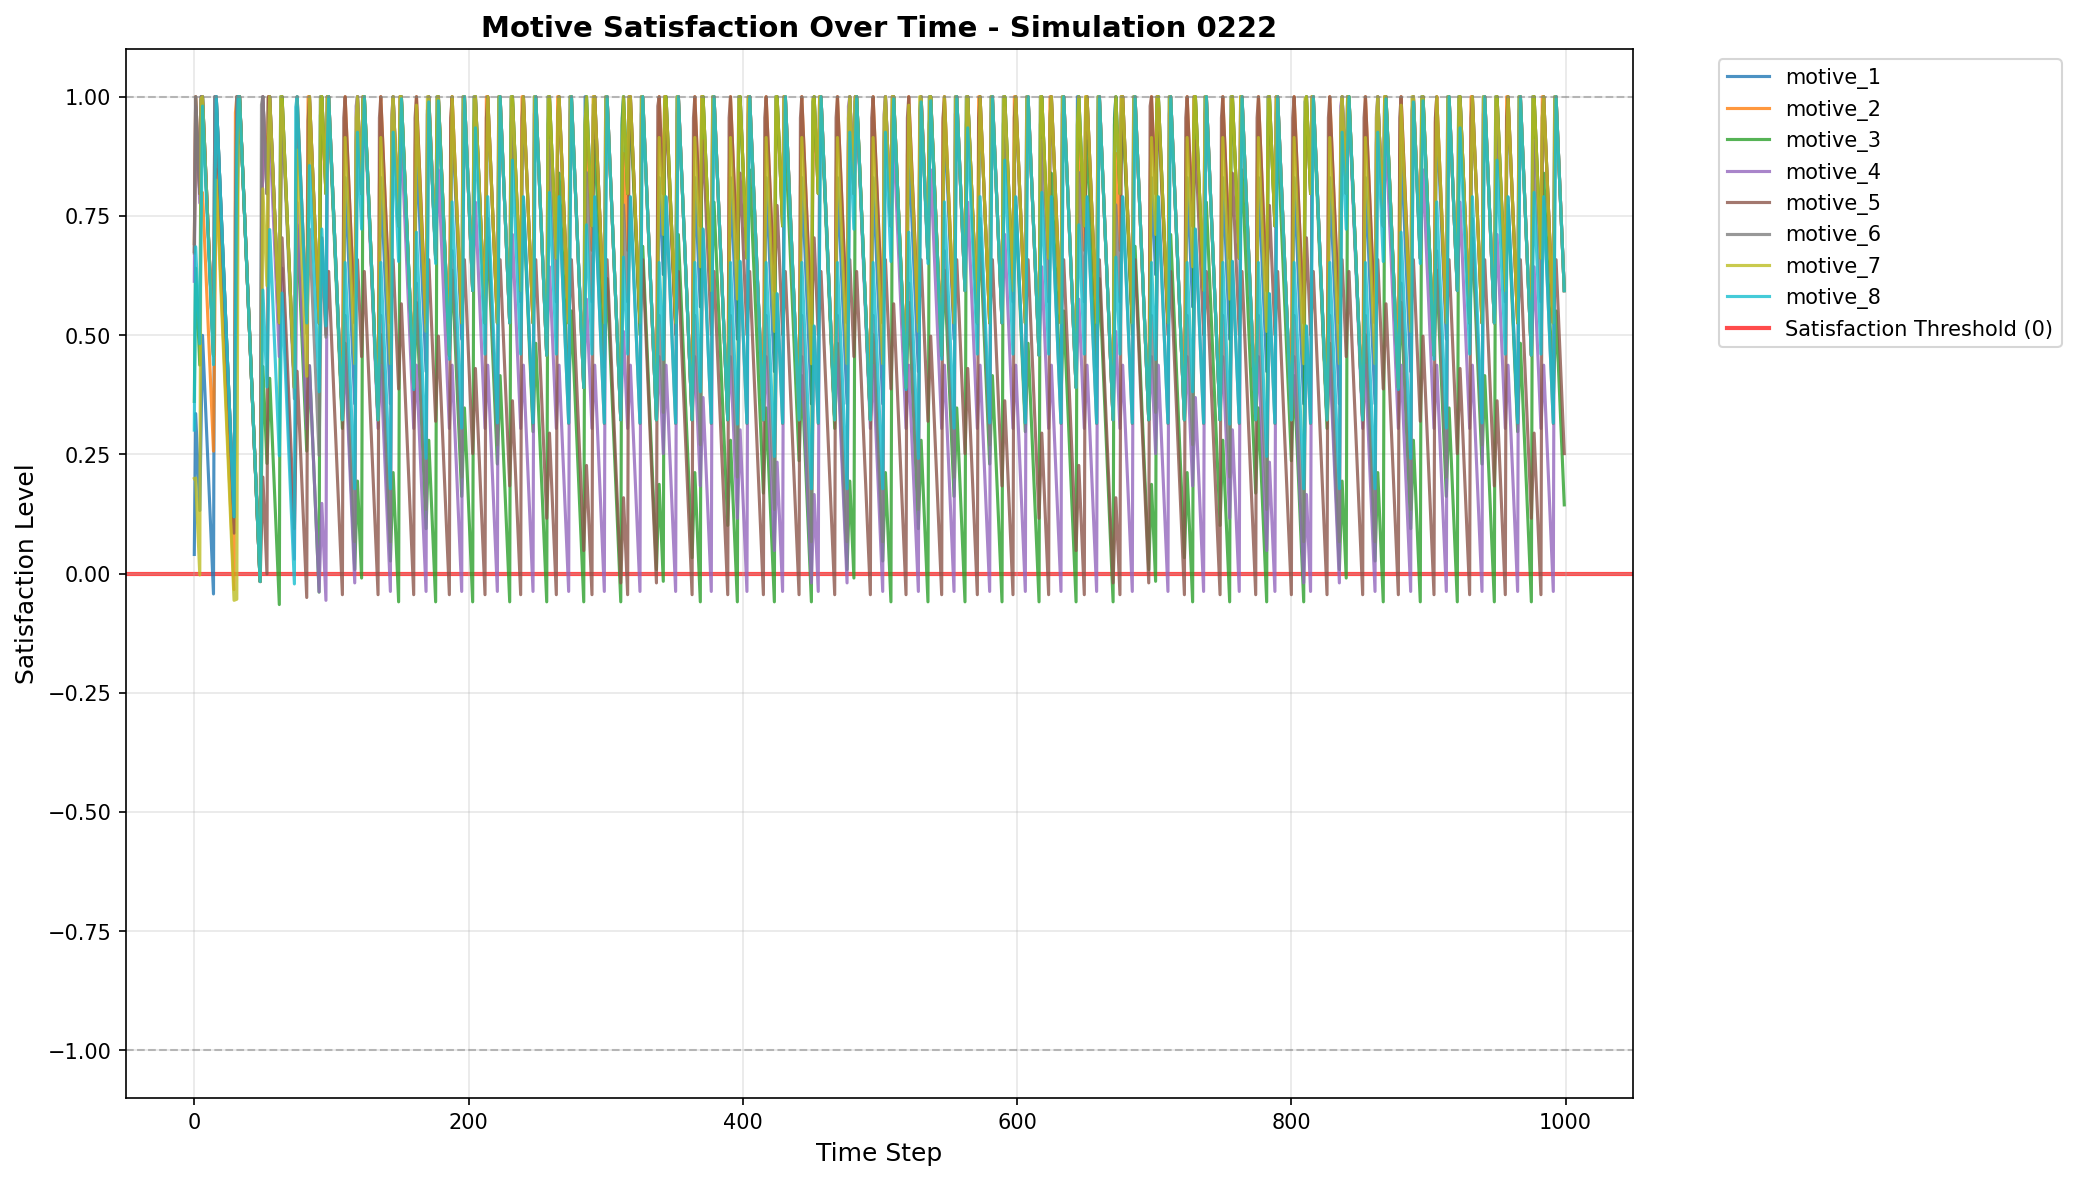 Motive Satisfaction Over Time - Simulation 0222
Satisfaction Level
1.00
0.75
0.50
0.25
0.00
−0.25
−0.50
−0.75
−1.00
0
200
400
600
800
1000
Time Step
motive_1
motive_2
motive_3
motive_4
motive_5
motive_6
motive_7
motive_8
Satisfaction Threshold (0)